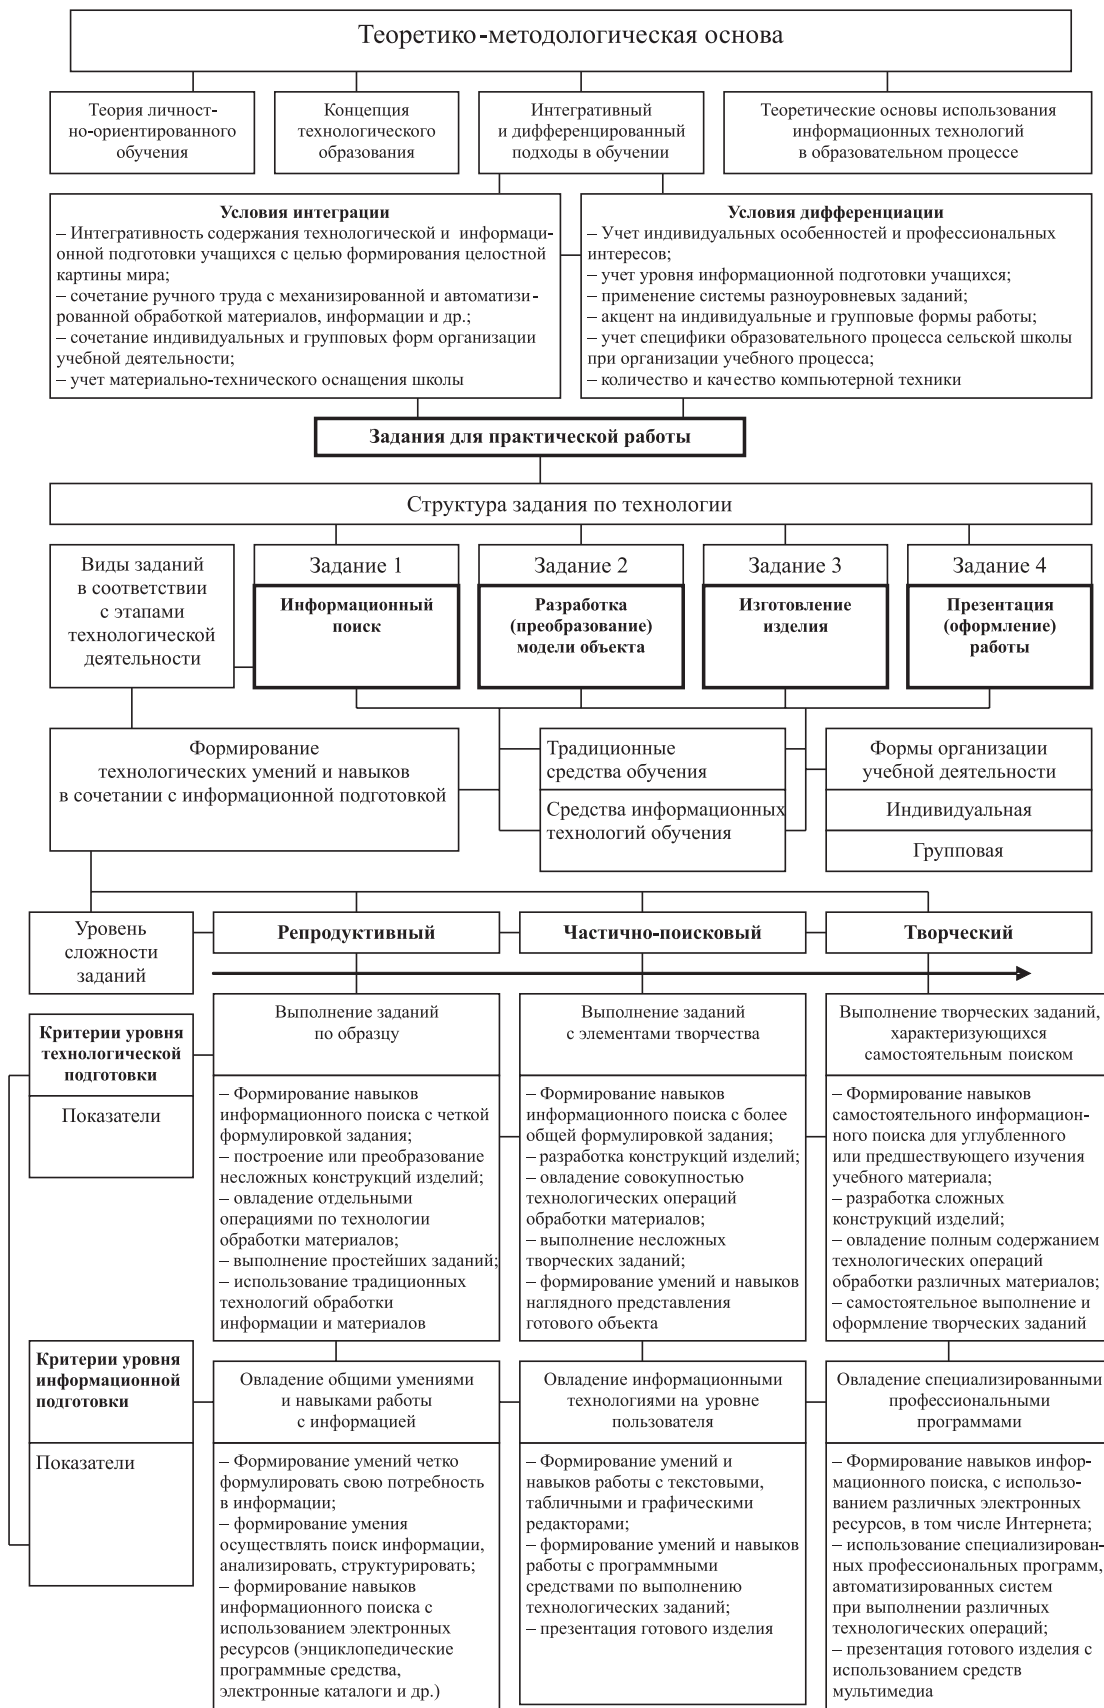 Теоретико-методологическая основа
Теория личност-
но-ориентированного
обучения
Концепция
технологического
образования
Интегративный
и дифференцированный
подходы в обучении
Теоретические основы использования
информационных технологий
в образовательном процессе
Условия интеграции
– Интегративность содержания технологической и информаци-
онной подготовки учащихся с целью формирования целостной
картины мира;
– сочетание ручного труда с механизированной и автоматизи-
рованной обработкой материалов, информации и др.;
– сочетание индивидуальных и групповых форм организации
учебной деятельности;
– учет материально-технического оснащения школы
Условия дифференциации
– Учет индивидуальных особенностей и профессиональных
интересов;
– учет уровня информационной подготовки учащихся;
– применение системы разноуровневых заданий;
– акцент на индивидуальные и групповые формы работы;
– учет специфики образовательного процесса сельской школы
при организации учебного процесса;
– количество и качество компьютерной техники
Задания для практической работы
Структура задания по технологии
Виды заданий
в соответствии
с этапами
технологической
деятельности
Задание 1
Информационный
поиск
Задание 2
Разработка
(преобразование)
модели объекта
Задание 3
Изготовление
изделия
Задание 4
Презентация
(оформление)
работы
Формирование
технологических умений и навыков
в сочетании с информационной подготовкой
Традиционные
средства обучения
Средства информационных
технологий обучения
Формы организации
учебной деятельности
Индивидуальная
Групповая
Уровень
сложности
заданий
Репродуктивный
Частично-поисковый
Творческий
Критерии уровня
технологической
подготовки
Показатели
Выполнение заданий
по образцу
Выполнение заданий
с элементами творчества
Выполнение творческих заданий,
характеризующихся
самостоятельным поиском
– Формирование навыков
информационного поиска с четкой
формулировкой задания;
– построение или преобразование
несложных конструкций изделий;
– овладение отдельными
операциями по технологии
обработки материалов;
– выполнение простейших заданий;
– использование традиционных
технологий обработки
информации и материалов
– Формирование навыков
информационного поиска с более
общей формулировкой задания;
– разработка конструкций изделий;
– овладение совокупностью
технологических операций
обработки материалов;
– выполнение несложных
творческих заданий;
– формирование умений и навыков
наглядного представления
готового объекта
– Формирование навыков
самостоятельного информацион-
ного поиска для углубленного
или предшествующего изучения
учебного материала;
– разработка сложных
конструкций изделий;
– овладение полным содержанием
технологических операций
обработки различных материалов;
– самостоятельное выполнение и
оформление творческих заданий
Критерии уровня
информационной
подготовки
Показатели
Овладение общими умениями
и навыками работы
с информацией
Овладение информационными
технологиями на уровне
пользователя
Овладение специализированными
профессиональными
программами
– Формирование умений четко
формулировать свою потребность
в информации;
– формирование умения
осуществлять поиск информации,
анализировать, структурировать;
– формирование навыков
информационного поиска с
использованием электронных
ресурсов (энциклопедические
программные средства,
электронные каталоги и др.)
– Формирование умений и
навыков работы с текстовыми,
табличными и графическими
редакторами;
– формирование умений и навыков
работы с программными
средствами по выполнению
технологических заданий;
– презентация готового изделия
– Формирование навыков инфор-
мационного поиска, с использо-
ванием различных электронных
ресурсов, в том числе Интернета;
– использование специализирован-
ных профессиональных программ,
автоматизированных систем
при выполнении различных
технологических операций;
– презентация готового изделия с
использованием средств
мультимедиа